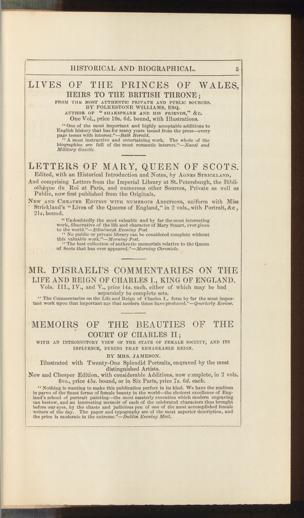 HISTORICAL AND BIOGRAPHICAL. 5
LIVES OF THE PRINCES OF WALES,
HEIRS TO THE BRITISH THRONE;
FROM THE MOST AUTHENTIC PRIVATE AND PUBLIC SOURCES.
BY FOLKESTONE WILLIAMS, ESQ.
AUTHOR OF "SHAKSPEARE AND HIS FRIENDS," &c.
One Vol., price 10s. 6d. bound, with Illustrations.
"One of the most important and highly acceptable additions to
English history that has for many years issued from the press—every
page teems with interest."—Bath Herald.
"A most instructive and entertaining work. The whole of the
biographies are full of the most romantic interest."—Naval and
Military Gazette.
LETTERS OF MARY, QUEEN OF SCOTS.
Edited, with an Historical Introduction and Notes, by AGNES STRICKLAND,
And comprising Letters from the Imperial Library at St. Petersburgh, the Bibli-
othèque du Roi at Paris, and numerous other Sources, Private as well as
Public, now first published from the Originals.
NEW AND CHEAPER EDITION WITH NUMEROUS ADDITIONS, uniform with Miss
Strickland's "Lives of the Queens of England," in 2 vols., with Portrait, &c.,
21s. bound.
"Undoubtedly the most valuable and by far the most interesting
work, illustrative of the life and character of Mary Stuart, ever given
to the world."—Edinburgh Evening Post.
"No public or private library can be considered complete without
this valuable work."—Morning Post.
"The best collection of authentic memorials relative to the Queen
of Scots that has ever appeared."—Morning Chronicle.
MR. D'ISRAELI'S COMMENTARIES ON THE
LIFE AND REIGN OF CHARLES I., KING OF ENGLAND.
Vols. III., IV., and V., price 14s. each, either of which may be had
separately to complete sets.
"The Commentaries on the Life and Reign of Charles I., form by far the most impor-
tant work upon that important age that modern times have produced."—Quarterly Review.
MEMOIRS OF THE BEAUTIES OF THE
COURT OF CHARLES II;
WITH AN INTRODUCTORY VIEW OF THE STATE OF FEMALE SOCIETY, AND ITS
INFLUENCE, DURING THAT REMARKABLE REIGN.
BY MRS. JAMESON.
Illustrated with Twenty-One Splendid Portraits, engraved by the most
distinguished Artists.
New and Cheaper Edition, with considerable Additions, now complete, in 2 vols.
8vo., price 45s. bound, or in Six Parts, price 7s. 6d. each.
"Nothing is wanting to make this publication perfect in its kind. We have the matrons
in parvo of the finest forms of female beauty in the world—the choicest excellence of Eng-
land's school of portrait painting—the most masterly execution which modern engraving
can bestow, and an interesting memoir of each of the celebrated characters thus brought
before our eyes, by the chaste and judicious pen of one of the most accomplished female
writers of the day. The paper and typography are of the most superior description, and
the price is moderate in the extreme."—Dublin Evening Mail.